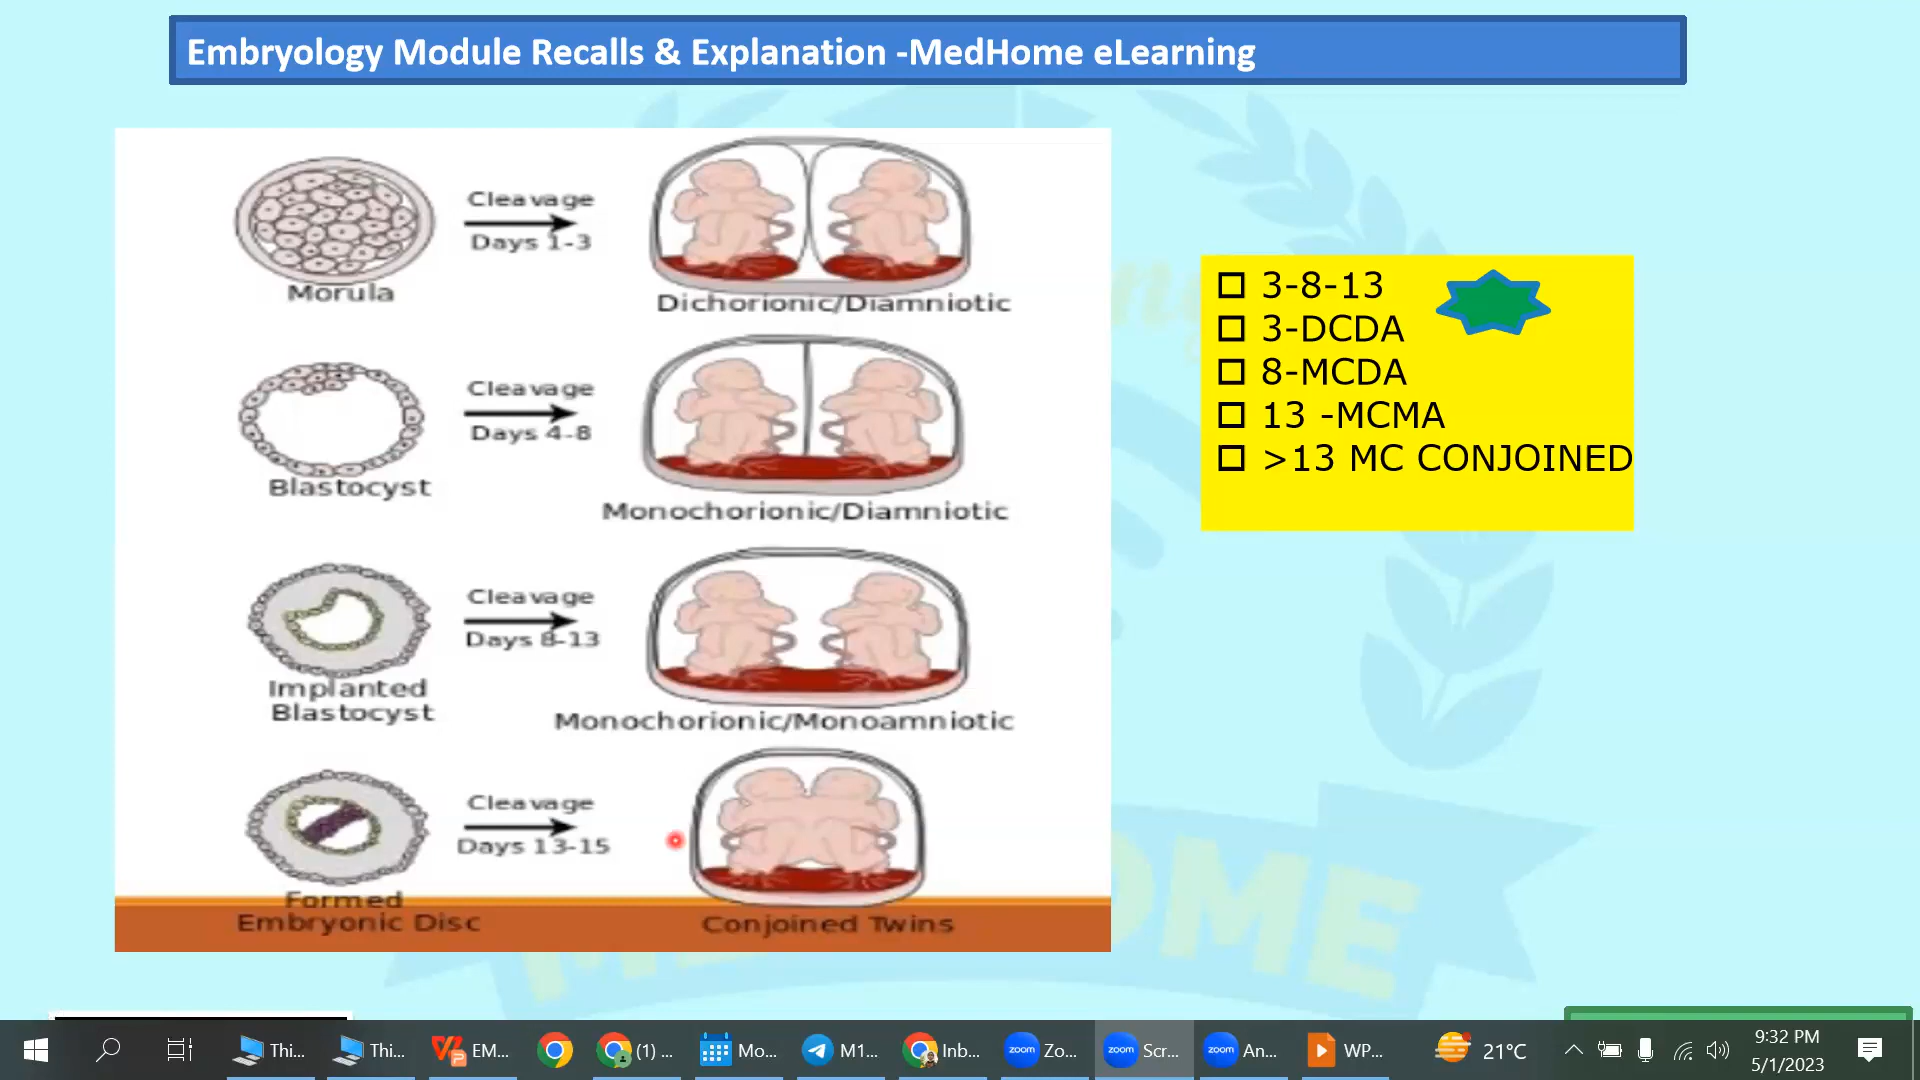 Embryology Module Recalls & Explanation -MedHome eLearning
Cleavage
Days 1-3
Morula
Dichorionic/Diamniotic
Cleavage
Days 4-8
Blastocyst
Monochorionic/Diamniotic
Cleavage
Days 8-13
Implanted
Blastocyst
Monochorionic/Monoamniotic
Cleavage
Days 13-15
Formed
Embryonic Disc
Conjoined Twins
3-8-13
3-DCDA
8-MCDA
13 -MCMA
>13 MC CONJOINED
Thi...
Thi...
EM...
(1) ...
Mo...
M1...
Inb...
zoom
Zo...
zoom
Scr...
zoom
An...
WP...
21°C
9:32 PM
5/1/2023